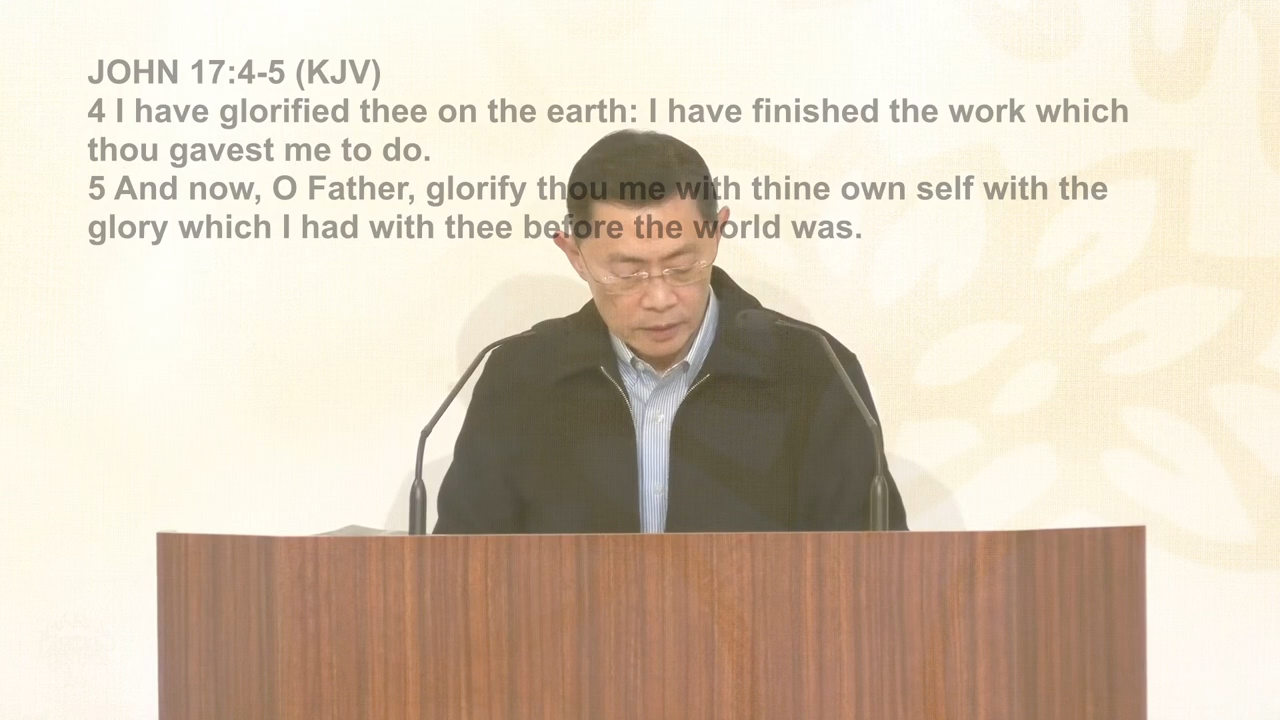 JOHN 17:4-5 (KJV)
4 I have glorified thee on the earth: I have finished the work which
thou gavest me to do.
5 And now, O Father, glorify thou me with thine own self with the
glory which I had with thee before the world was.